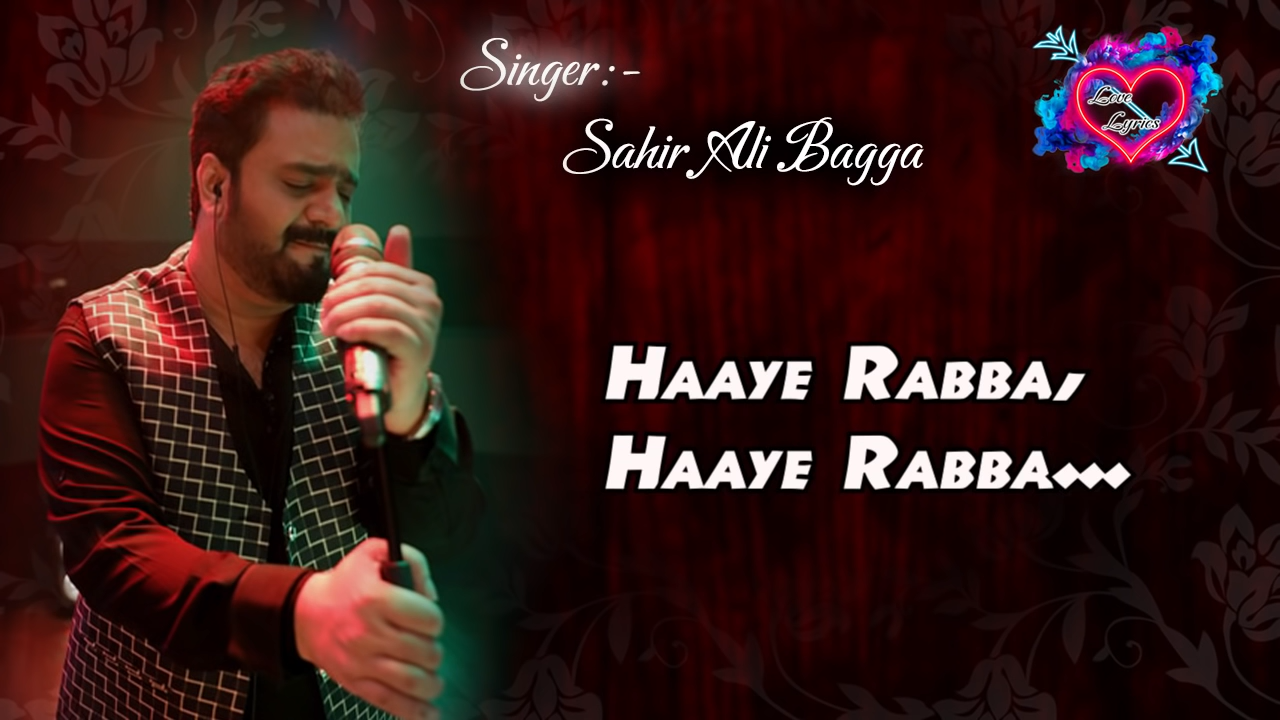 Singer:-
Sahir Ali Bagga
Love
Lyrics
Haaye Rabba,
Haaye Rabba...